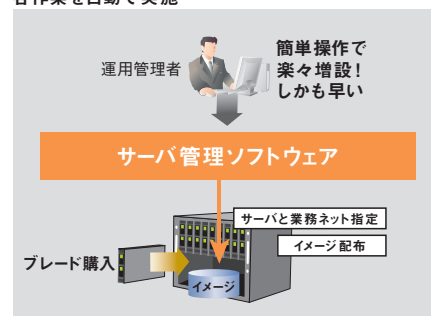 各作業を自動で実施
運用管理者
簡単操作で
楽々増設!
しかも早い
サーバ管理ソフトウェア
サーバと業務ネット指定
イメージ配布
ブレード購入
イメージ